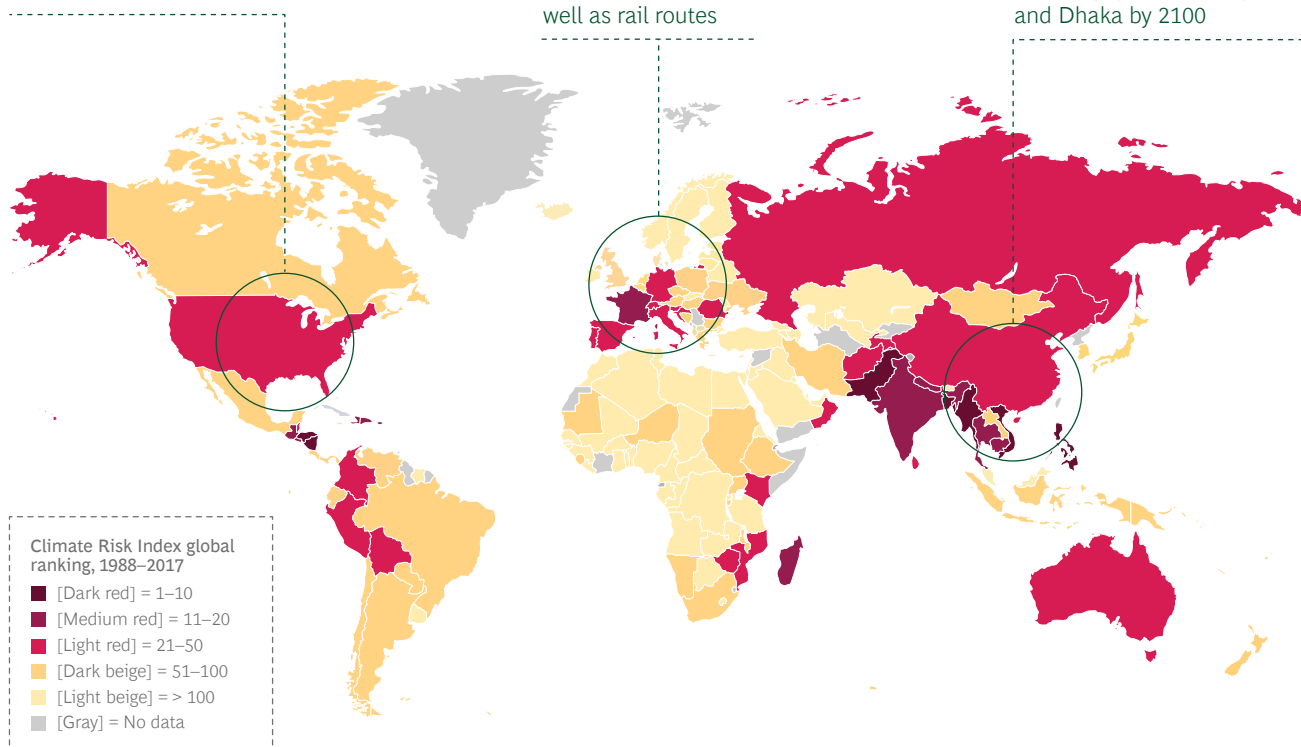 well as rail routes
and Dhaka by 2100
Climate Risk Index global
ranking, 1988–2017
[Dark red] = 1–10
[Medium red] = 11–20
[Light red] = 21–50
[Dark beige] = 51–100
[Light beige] = > 100
[Gray] = No data